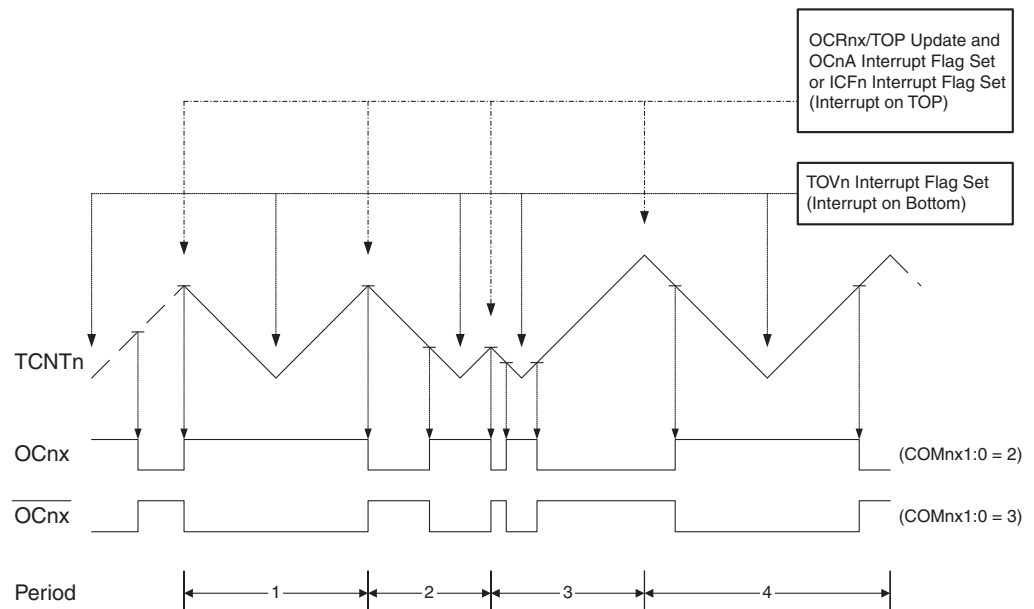 OCRnx/TOP Update and
OCnA Interrupt Flag Set
or ICFn Interrupt Flag Set
(Interrupt on TOP)
TOVn Interrupt Flag Set
(Interrupt on Bottom)
TCNTn
OCnx
(COMnx1:0 = 2)
OCnx
(COMnx1:0 = 3)
Period
1
2
3
4